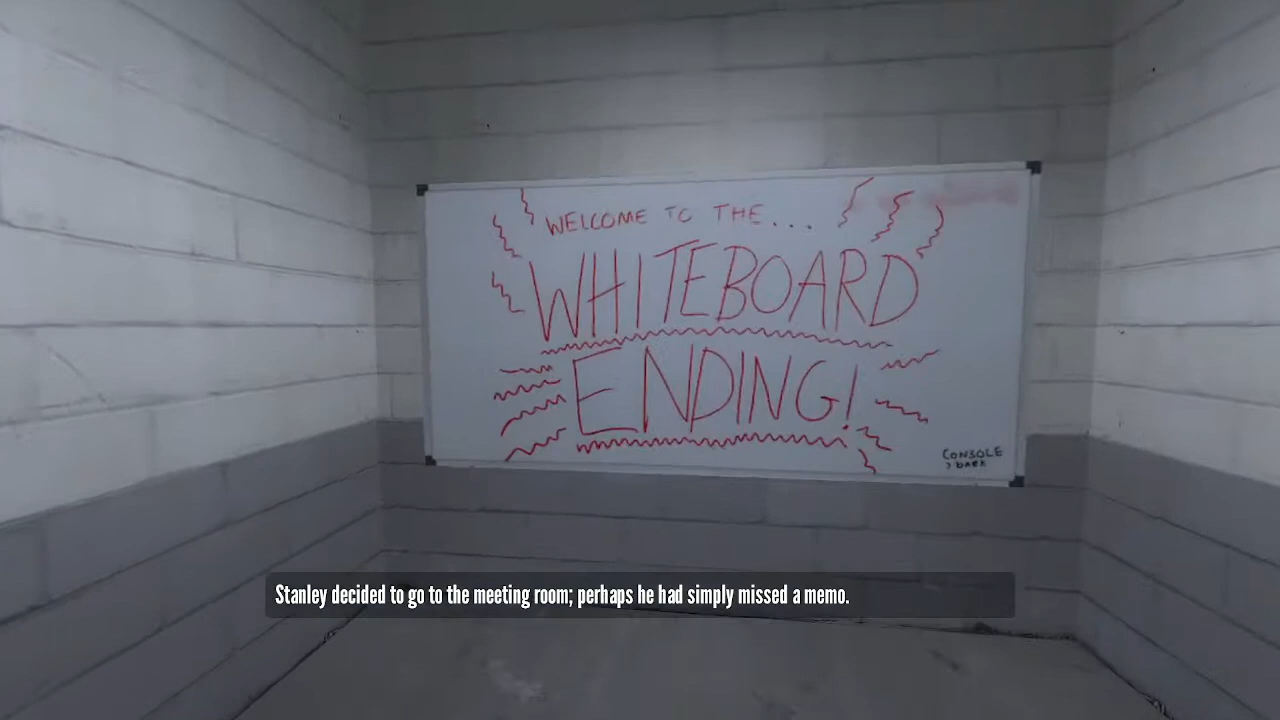 WELCOME TO THE...
WHITEBOARD
ENDING!
CONSOLE
Stanley decided to go to the meeting room; perhaps he had simply missed a memo.